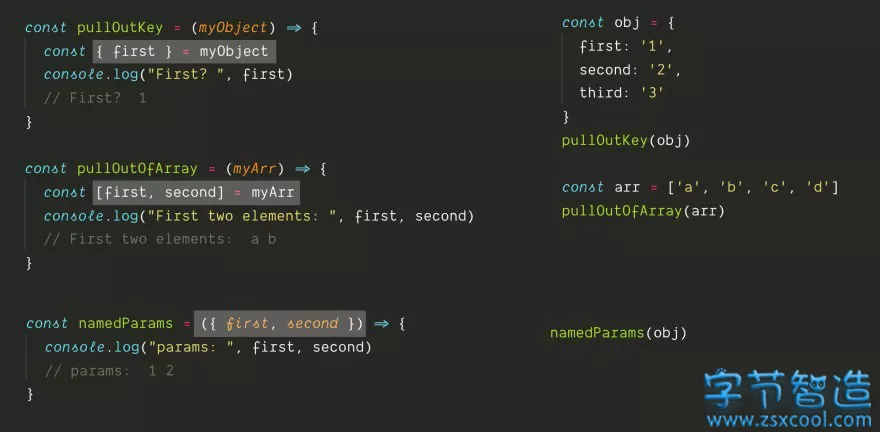 const pullOutKey = (myObject) => {
const { first } = myObject
console.log("First? ", first)
// First?  1
}
const pullOutOfArray = (myArr) => {
const [first, second] = myArr
console.log("First two elements: ", first, second)
// First two elements:  a b
}
const namedParams = ({ first, second }) => {
console.log("params: ", first, second)
// params:  1 2
}
const obj = {
first: '1',
second: '2',
third: '3'
}
pullOutKey(obj)
const arr = ['a', 'b', 'c', 'd']
pullOutOfArray(arr)
namedParams(obj)
字节智造
www.zsxcool.com